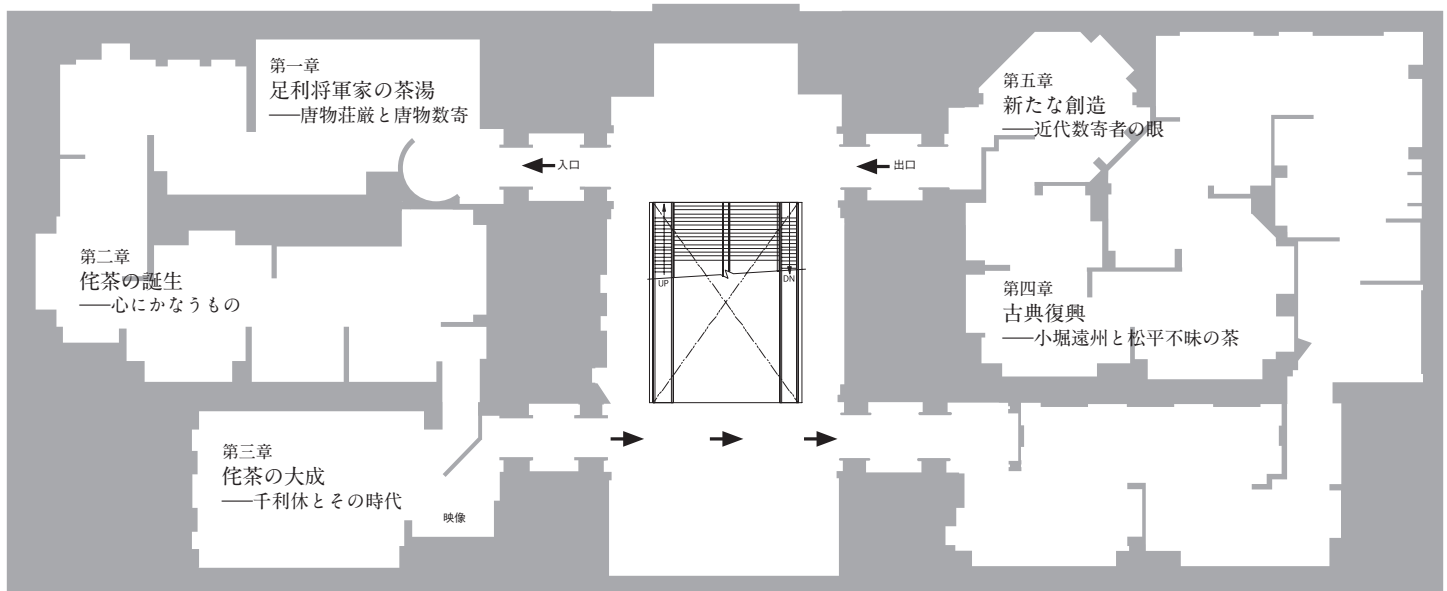 第一章
足利将軍家の茶湯
──唐物荘厳と唐物数寄
入口
第二章
侘茶の誕生
──心にかなうもの
第三章
侘茶の大成
──千利休とその時代
映像
UP
DN
第四章
古典復興
──小堀遠州と松平不昧の茶
第五章
新たな創造
──近代数寄者の眼
出口